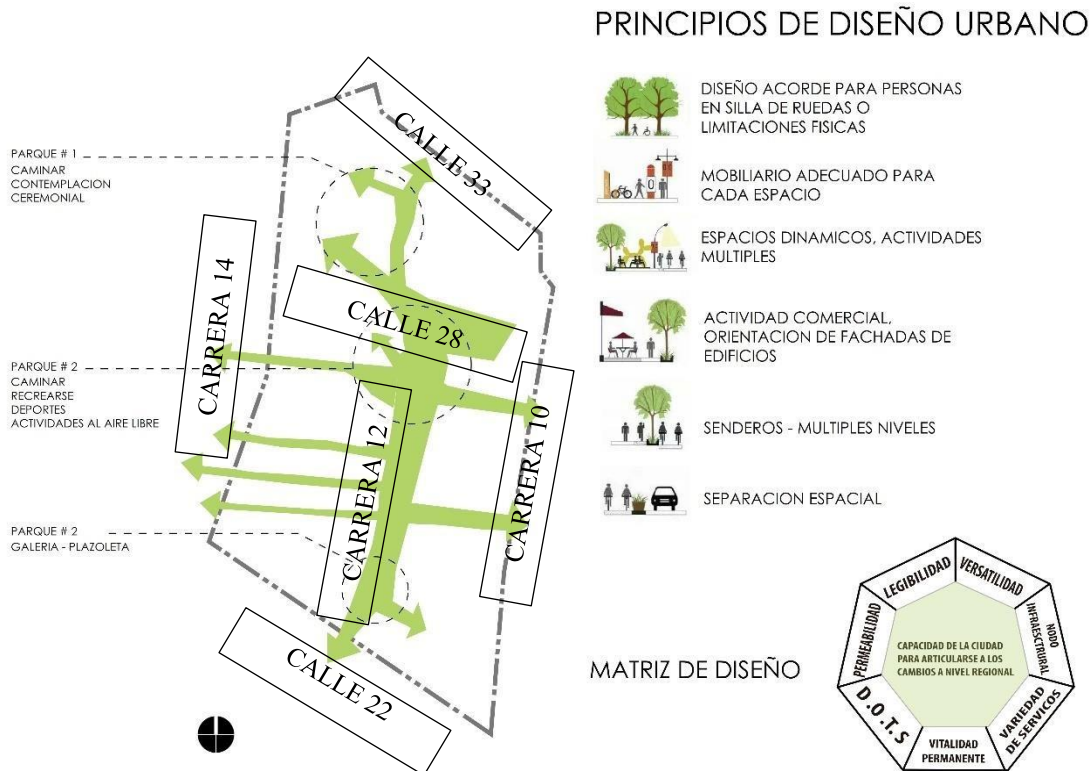 PRINCIPIOS DE DISEÑO URBANO
CALLE 33
PARQUE # 1
CAMINAR
CONTEMPLACION
CEREMONIAL
CARRERA 14
CALLE 28
PARQUE # 2
CAMINAR
RECREARSE
DEPORTES
ACTIVIDADES AL AIRE LIBRE
CARRERA 12
CARRERA 10
PARQUE # 2
GALERIA - PLAZOLETA
CALLE 22
DISEÑO ACORDE PARA PERSONAS
EN SILLA DE RUEDAS O
LIMITACIONES FISICAS
MOBILIARIO ADECUADO PARA
CADA ESPACIO
ESPACIOS DINAMICOS, ACTIVIDADES
MULTIPLES
ACTIVIDAD COMERCIAL,
ORIENTACION DE FACHADAS DE
EDIFICIOS
SENDEROS - MULTIPLES NIVELES
SEPARACION ESPACIAL
MATRIZ DE DISEÑO
LEGIBILIDAD
VERSATILIDAD
NODO
INFRAESCTRURAL
VARIEDAD
DE SERVICOS
VITALIDAD
PERMANENTE
D.O.T.S
PERMEABILIDAD
CAPACIDAD DE LA CIUDAD
PARA ARTICULARSE A LOS
CAMBIOS A NIVEL REGIONAL